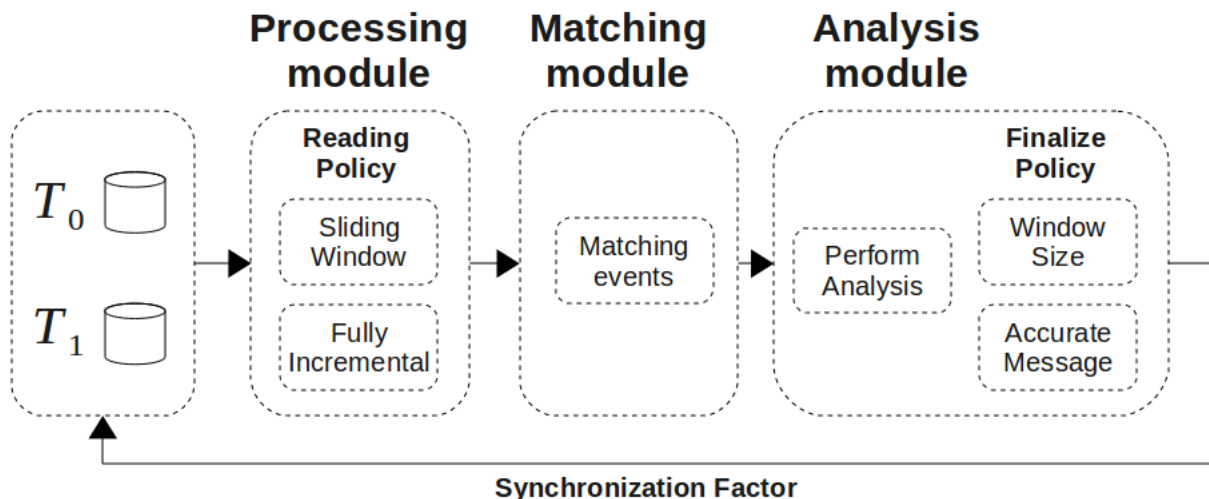 Processing
module
Matching
module
Analysis
module
T0
T1
Reading
Policy
Sliding
Window
Fully
Incremental
Matching
events
Perform
Analysis
Finalize
Policy
Window
Size
Accurate
Message
Synchronization Factor